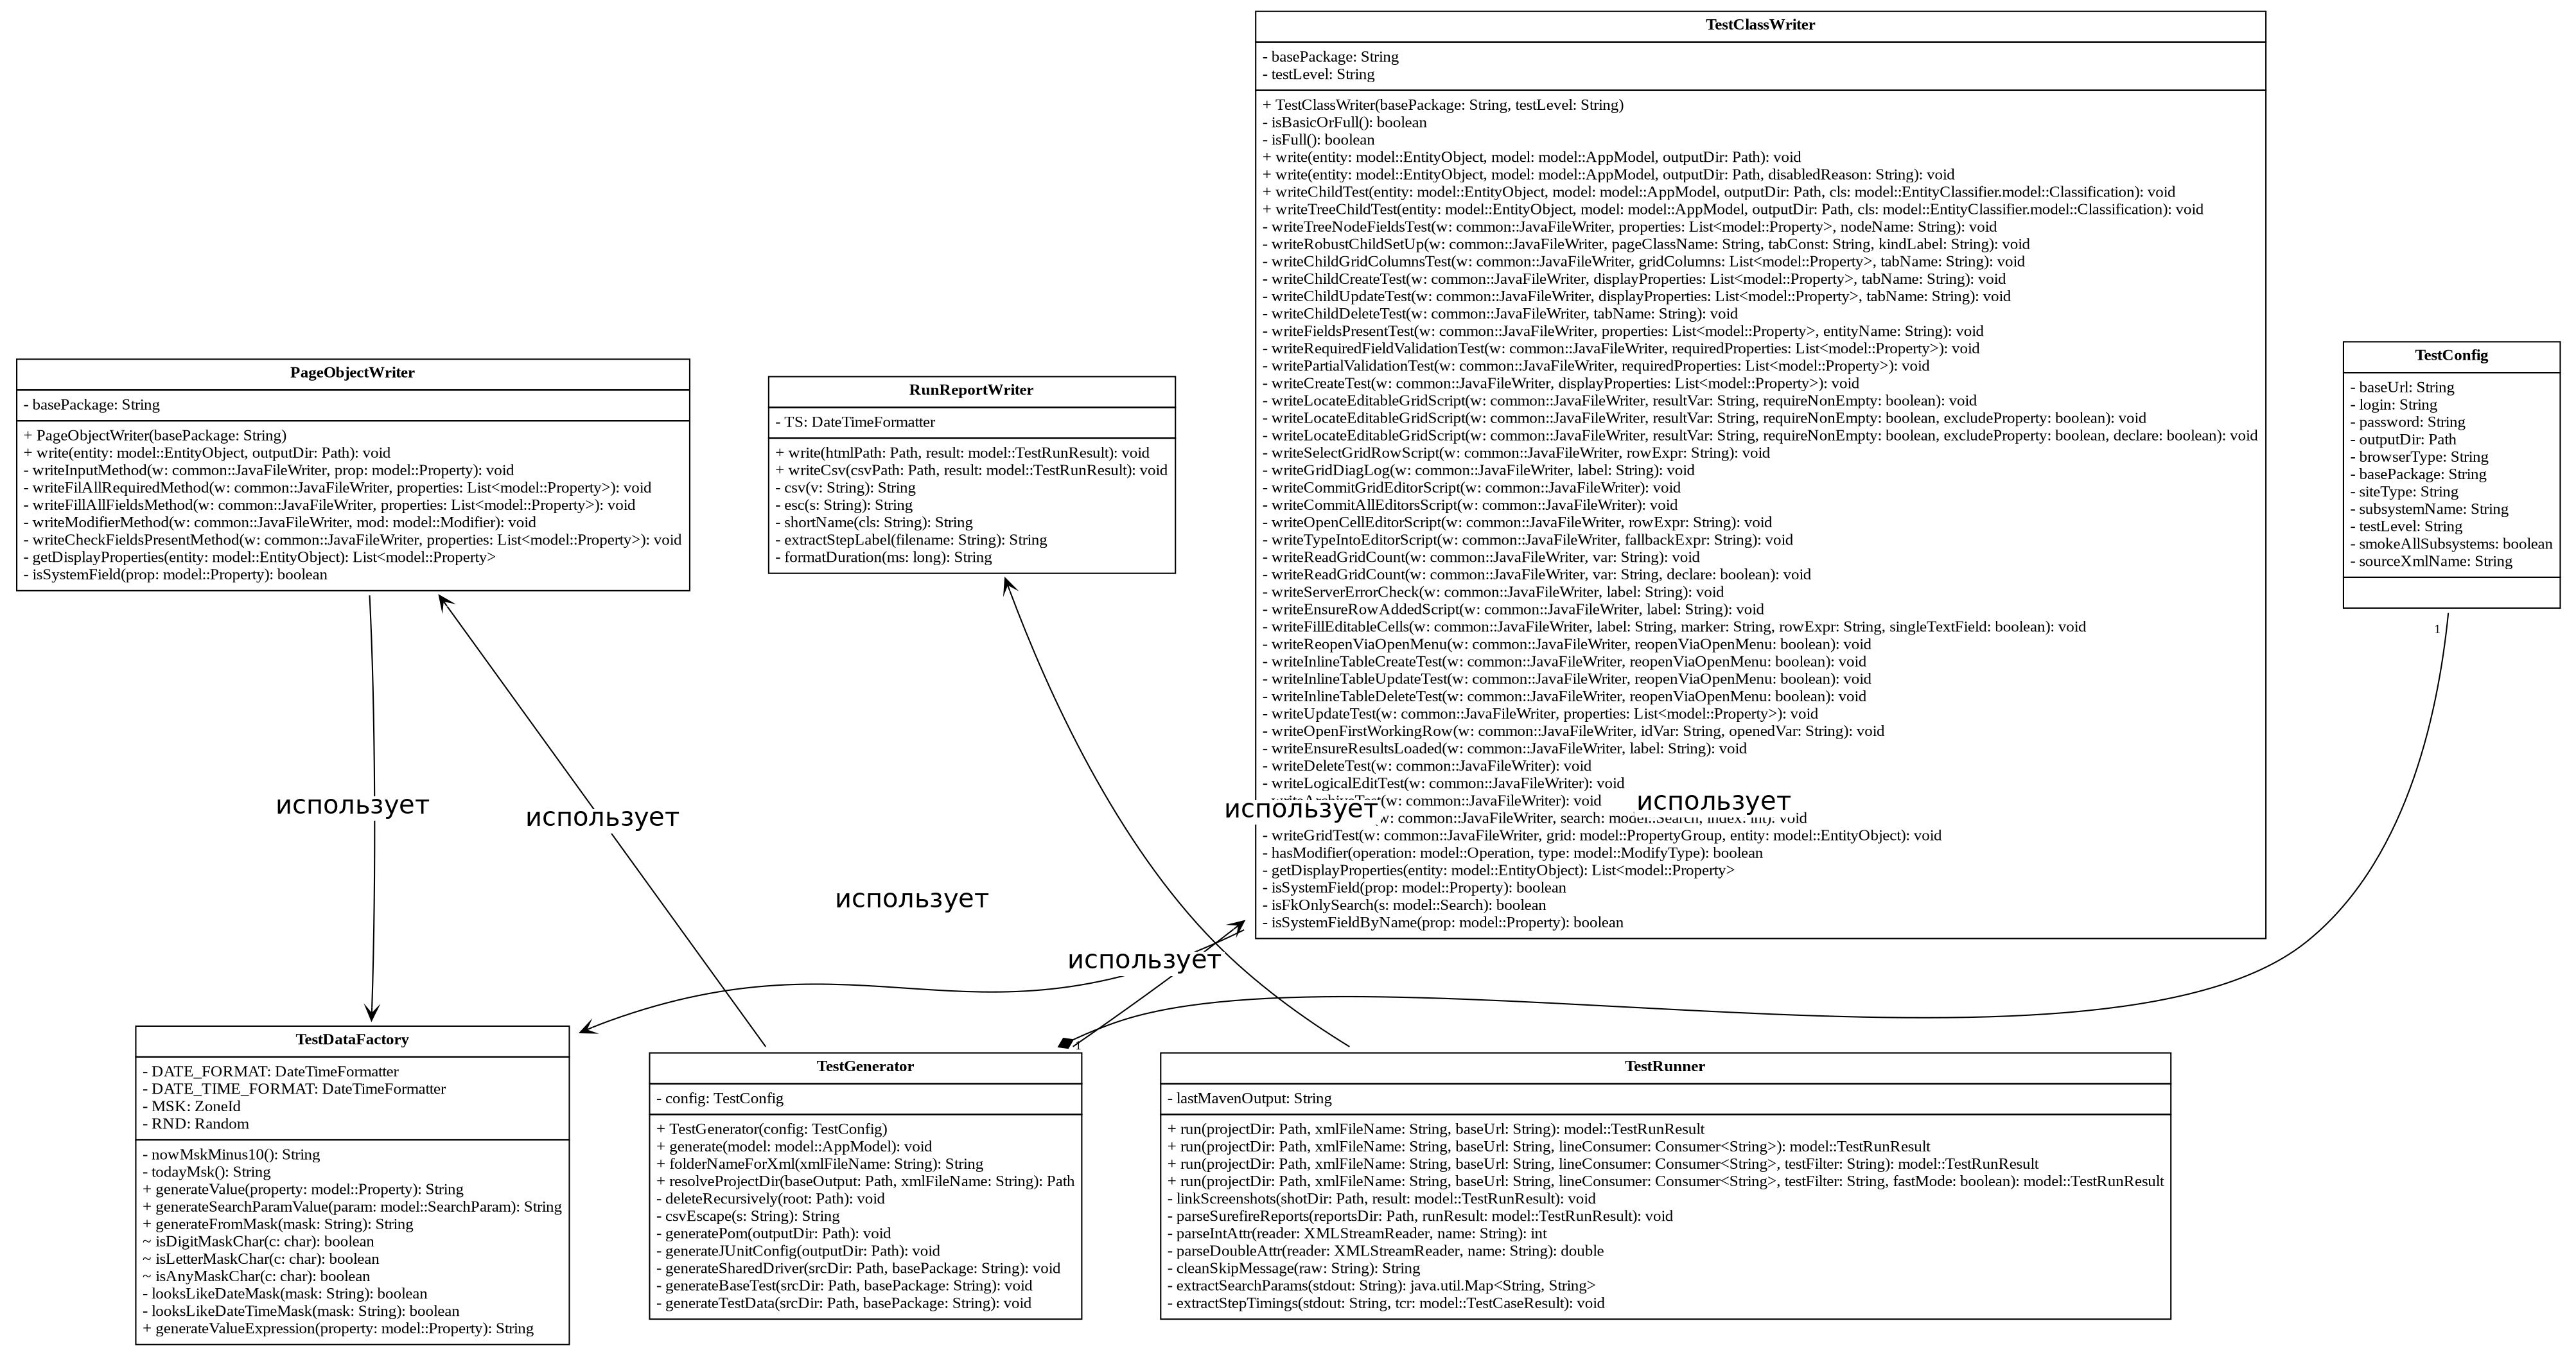 TestClassWriter
- basePackage: String
- testLevel: String
+ TestClassWriter(basePackage: String, testLevel: String)
- isBasicOrFull(): boolean
- isFull(): boolean
+ write(entity: model::EntityObject, model: model::AppModel, outputDir: Path): void
+ write(entity: model::EntityObject, model: model::AppModel, outputDir: Path, disabledReason: String): void
+ writeChildTest(entity: model::EntityObject, model: model::AppModel, outputDir: Path, cls: model::EntityClassifier.model::Classification): void
+ writeTreeChildTest(entity: model::EntityObject, model: model::AppModel, outputDir: Path, cls: model::EntityClassifier.model::Classification): void
- writeTreeNodeFieldsTest(w: common::JavaFileWriter, properties: List<model::Property>, nodeName: String): void
- writeRobustChildSetUp(w: common::JavaFileWriter, pageClassName: String, tabConst: String, kindLabel: String): void
- writeChildGridColumnsTest(w: common::JavaFileWriter, gridColumns: List<model::Property>, tabName: String): void
- writeChildCreateTest(w: common::JavaFileWriter, displayProperties: List<model::Property>, tabName: String): void
- writeChildUpdateTest(w: common::JavaFileWriter, displayProperties: List<model::Property>, tabName: String): void
- writeChildDeleteTest(w: common::JavaFileWriter, tabName: String): void
- writeFieldsPresentTest(w: common::JavaFileWriter, properties: List<model::Property>, entityName: String): void
- writeRequiredFieldValidationTest(w: common::JavaFileWriter, requiredProperties: List<model::Property>): void
- writePartialValidationTest(w: common::JavaFileWriter, requiredProperties: List<model::Property>): void
- writeCreateTest(w: common::JavaFileWriter, displayProperties: List<model::Property>): void
- writeLocateEditableGridScript(w: common::JavaFileWriter, resultVar: String, requireNonEmpty: boolean): void
- writeLocateEditableGridScript(w: common::JavaFileWriter, resultVar: String, requireNonEmpty: boolean, excludeProperty: boolean): void
- writeLocateEditableGridScript(w: common::JavaFileWriter, resultVar: String, requireNonEmpty: boolean, excludeProperty: boolean, declare: boolean): void
- writeSelectGridRowScript(w: common::JavaFileWriter, rowExpr: String): void
- writeGridDiagLog(w: common::JavaFileWriter, label: String): void
- writeCommitGridEditorScript(w: common::JavaFileWriter): void
- writeCommitAllEditorsScript(w: common::JavaFileWriter): void
- writeOpenCellEditorScript(w: common::JavaFileWriter, rowExpr: String): void
- writeTypeIntoEditorScript(w: common::JavaFileWriter, fallbackExpr: String): void
- writeReadGridCount(w: common::JavaFileWriter, var: String): void
- writeReadGridCount(w: common::JavaFileWriter, var: String, declare: boolean): void
- writeServerErrorCheck(w: common::JavaFileWriter, label: String): void
- writeEnsureRowAddedScript(w: common::JavaFileWriter, label: String): void
- writeFillEditableCells(w: common::JavaFileWriter, label: String, marker: String, rowExpr: String, singleTextField: boolean): void
- writeReopenViaOpenMenu(w: common::JavaFileWriter, reopenViaOpenMenu: boolean): void
- writeInlineTableCreateTest(w: common::JavaFileWriter, reopenViaOpenMenu: boolean): void
- writeInlineTableUpdateTest(w: common::JavaFileWriter, reopenViaOpenMenu: boolean): void
- writeInlineTableDeleteTest(w: common::JavaFileWriter, reopenViaOpenMenu: boolean): void
- writeUpdateTest(w: common::JavaFileWriter, properties: List<model::Property>): void
- writeOpenFirstWorkingRow(w: common::JavaFileWriter, idVar: String, openedVar: String): void
- writeEnsureResultsLoaded(w: common::JavaFileWriter, label: String): void
- writeDeleteTest(w: common::JavaFileWriter): void
- writeLogicalEditTest(w: common::JavaFileWriter): void
(w: common::JavaFileWriter): void
common::JavaFileWriter, search: model::Search, index: int): void
- writeGridTest(w: common::JavaFileWriter, grid: model::PropertyGroup, entity: model::EntityObject): void
- hasModifier(operation: model::Operation, type: model::ModifyType): boolean
- getDisplayProperties(entity: model::EntityObject): List<model::Property>
- isSystemField(prop: model::Property): boolean
- isFkOnlySearch(s: model::Search): boolean
- isSystemFieldByName(prop: model::Property): boolean
TestConfig
- baseUrl: String
- login: String
- password: String
- outputDir: Path
- browserType: String
- basePackage: String
- siteType: String
- subsystemName: String
- testLevel: String
- smokeAllSubsystems: boolean
- sourceXmlName: String
PageObjectWriter
- basePackage: String
+ PageObjectWriter(basePackage: String)
+ write(entity: model::EntityObject, outputDir: Path): void
- writeInputMethod(w: common::JavaFileWriter, prop: model::Property): void
- writeFilAllRequiredMethod(w: common::JavaFileWriter, properties: List<model::Property>): void
- writeFillAllFieldsMethod(w: common::JavaFileWriter, properties: List<model::Property>): void
- writeModifierMethod(w: common::JavaFileWriter, mod: model::Modifier): void
- writeCheckFieldsPresentMethod(w: common::JavaFileWriter, properties: List<model::Property>): void
- getDisplayProperties(entity: model::EntityObject): List<model::Property>
- isSystemField(prop: model::Property): boolean
RunReportWriter
- TS: DateTimeFormatter
+ write(htmlPath: Path, result: model::TestRunResult): void
+ writeCsv(csvPath: Path, result: model::TestRunResult): void
- csv(v: String): String
- esc(s: String): String
- shortName(cls: String): String
- extractStepLabel(filename: String): String
- formatDuration(ms: long): String
1
использует
использует
использует
использует
использует
использует
1
TestDataFactory
- DATE_FORMAT: DateTimeFormatter
- DATE_TIME_FORMAT: DateTimeFormatter
- MSK: ZoneId
- RND: Random
- nowMskMinus10(): String
- todayMsk(): String
+ generateValue(property: model::Property): String
+ generateSearchParamValue(param: model::SearchParam): String
+ generateFromMask(mask: String): String
~ isDigitMaskChar(c: char): boolean
~ isLetterMaskChar(c: char): boolean
~ isAnyMaskChar(c: char): boolean
- looksLikeDateMask(mask: String): boolean
- looksLikeDateTimeMask(mask: String): boolean
+ generateValueExpression(property: model::Property): String
TestGenerator
- config: TestConfig
+ TestGenerator(config: TestConfig)
+ generate(model: model::AppModel): void
+ folderNameForXml(xmlFileName: String): String
+ resolveProjectDir(baseOutput: Path, xmlFileName: String): Path
- deleteRecursively(root: Path): void
- csvEscape(s: String): String
- generatePom(outputDir: Path): void
- generateJUnitConfig(outputDir: Path): void
- generateSharedDriver(srcDir: Path, basePackage: String): void
- generateBaseTest(srcDir: Path, basePackage: String): void
- generateTestData(srcDir: Path, basePackage: String): void
TestRunner
- lastMavenOutput: String
+ run(projectDir: Path, xmlFileName: String, baseUrl: String): model::TestRunResult
+ run(projectDir: Path, xmlFileName: String, baseUrl: String, lineConsumer: Consumer<String>): model::TestRunResult
+ run(projectDir: Path, xmlFileName: String, baseUrl: String, lineConsumer: Consumer<String>, testFilter: String): model::TestRunResult
+ run(projectDir: Path, xmlFileName: String, baseUrl: String, lineConsumer: Consumer<String>, testFilter: String, fastMode: boolean): model::TestRunResult
- linkScreenshots(shotDir: Path, result: model::TestRunResult): void
- parseSurefireReports(reportsDir: Path, runResult: model::TestRunResult): void
- parseIntAttr(reader: XMLStreamReader, name: String): int
- parseDoubleAttr(reader: XMLStreamReader, name: String): double
- cleanSkipMessage(raw: String): String
- extractSearchParams(stdout: String): java.util.Map<String, String>
- extractStepTimings(stdout: String, tcr: model::TestCaseResult): void